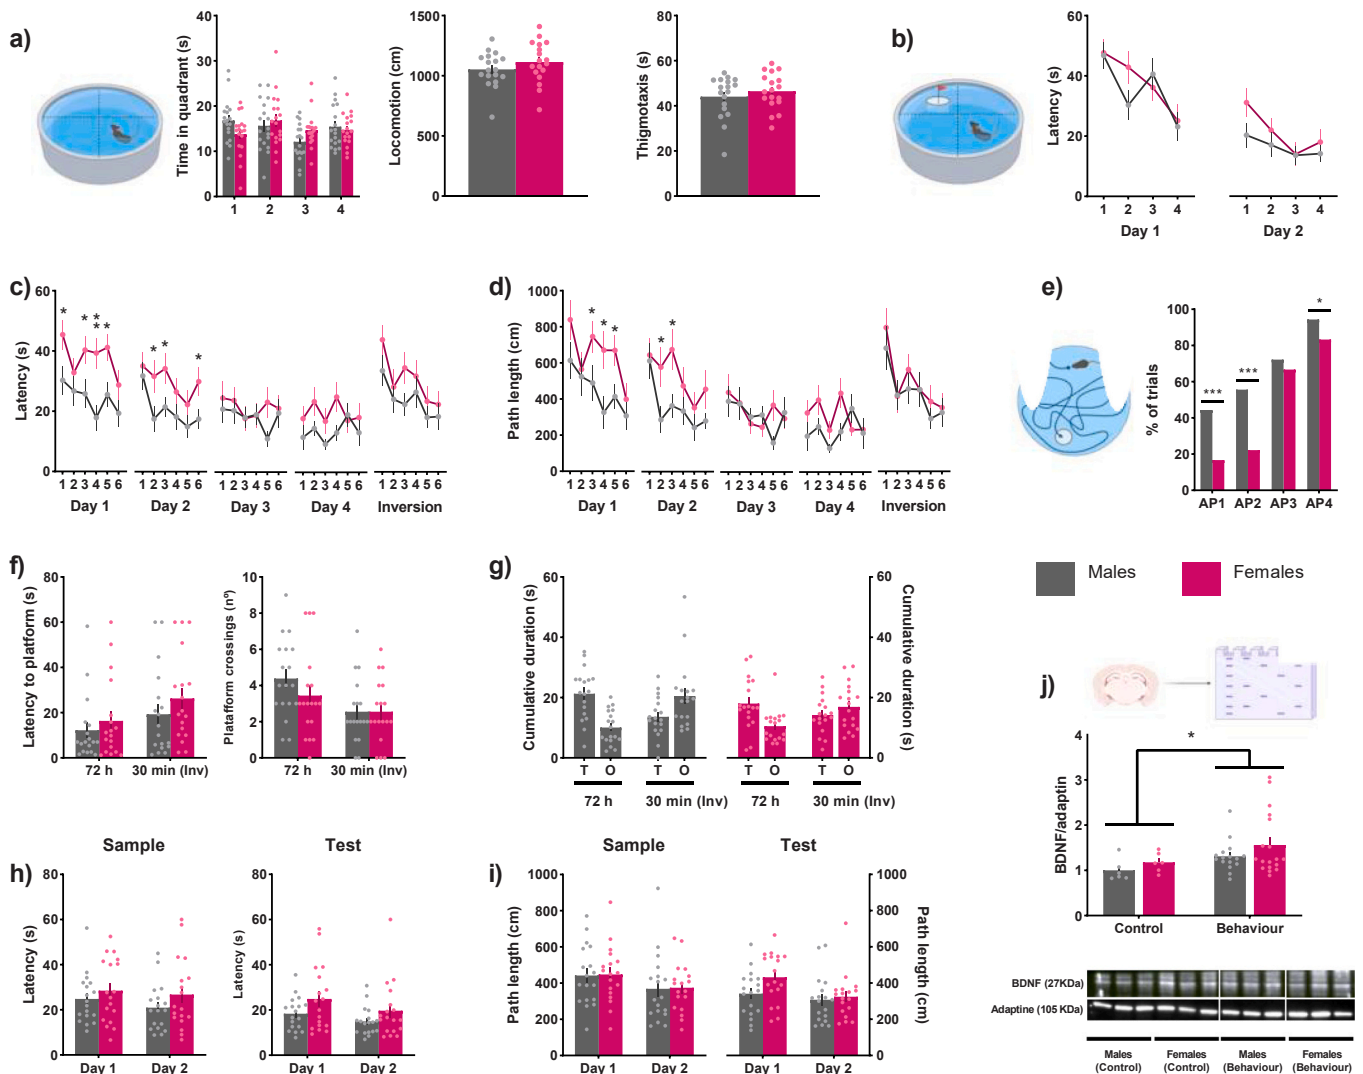 a)
Time in quadrant (s)
40
30
20
10
0
1 2 3 4
Locomotion (cm)
1500
1000
500
0
Thigmotaxis (s)
80
60
40
20
0
b)
Latency (s)
60
40
20
0
1 2 3 4
Day 1
1 2 3 4
Day 2
c)
Latency (s)
60
40
20
0
* * * * *
* * *
1 2 3 4 5 6
Day 1
1 2 3 4 5 6
Day 2
1 2 3 4 5 6
Day 3
1 2 3 4 5 6
Day 4
1 2 3 4 5 6
Inversion
d)
Path length (cm)
1000
800
600
400
200
0
* * *
* *
1 2 3 4 5 6
Day 1
1 2 3 4 5 6
Day 2
1 2 3 4 5 6
Day 3
1 2 3 4 5 6
Day 4
1 2 3 4 5 6
Inversion
e)
% of trials
100
80
60
40
20
0
***
***
*
AP1 AP2 AP3 AP4
f)
Latency to platform (s)
80
60
40
20
0
72 h 30 min (Inv)
Platafform crossings (nº)
10
8
6
4
2
0
72 h 30 min (Inv)
g)
Cumulative duration (s)
60
40
20
0
T O T O
72 h 30 min (Inv)
T O T O
72 h 30 min (Inv)
60
40
20
0
Cumulative duration (s)
Males Females
h)
Sample
Latency (s)
80
60
40
20
0
Day 1 Day 2
Test
Latency (s)
80
60
40
20
0
Day 1 Day 2
i)
Sample
Path length (cm)
1000
800
600
400
200
0
Day 1 Day 2
Test
Day 1 Day 2
1000
800
600
400
200
0
Path length (cm)
j)
BDNF/adaptin
4
3
2
1
0
*
Control Behaviour
BDNF (27KDa)
Adaptine (105 KDa)
Males (Control)
Females (Control)
Males (Behaviour)
Females (Behaviour)